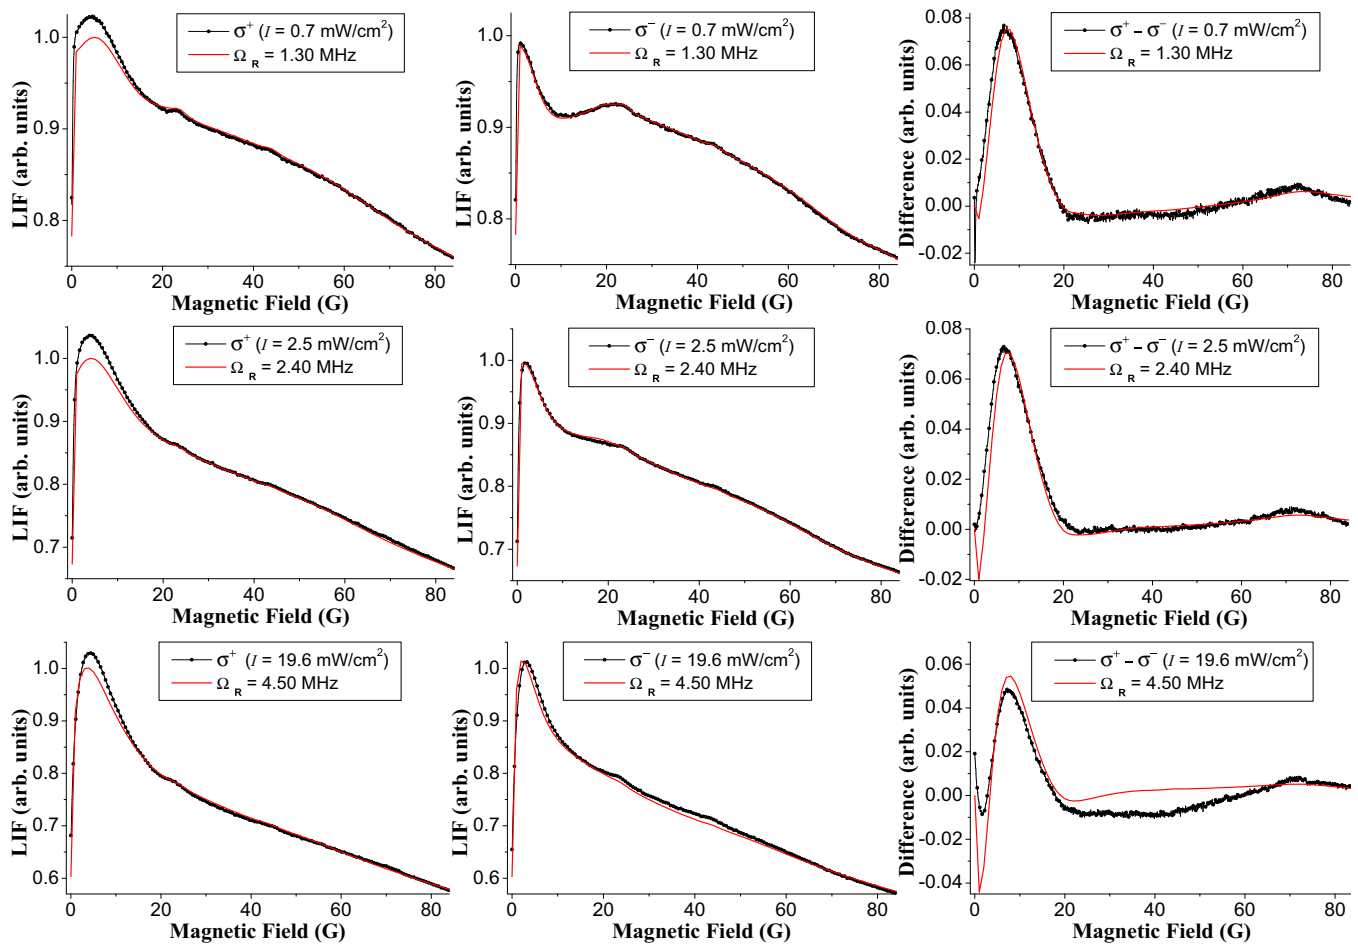 σ⁺ (I = 0.7 mW/cm²)
Ω_R = 1.30 MHz
LIF (arb. units)
1.0
0.9
0.8
0 20 40 60 80
Magnetic Field (G)
σ⁻ (I = 0.7 mW/cm²)
Ω_R = 1.30 MHz
LIF (arb. units)
1.0
0.9
0.8
0 20 40 60 80
Magnetic Field (G)
σ⁺ – σ⁻ (I = 0.7 mW/cm²)
Ω_R = 1.30 MHz
Difference (arb. units)
0.08
0.06
0.04
0.02
0.00
-0.02
0 20 40 60 80
Magnetic Field (G)
σ⁺ (I = 2.5 mW/cm²)
Ω_R = 2.40 MHz
LIF (arb. units)
1.0
0.9
0.8
0.7
0 20 40 60 80
Magnetic Field (G)
σ⁻ (I = 2.5 mW/cm²)
Ω_R = 2.40 MHz
LIF (arb. units)
1.0
0.9
0.8
0.7
0 20 40 60 80
Magnetic Field (G)
σ⁺ – σ⁻ (I = 2.5 mW/cm²)
Ω_R = 2.40 MHz
Difference (arb. units)
0.08
0.06
0.04
0.02
0.00
-0.02
0 20 40 60 80
Magnetic Field (G)
σ⁺ (I = 19.6 mW/cm²)
Ω_R = 4.50 MHz
LIF (arb. units)
1.0
0.9
0.8
0.7
0.6
0 20 40 60 80
Magnetic Field (G)
σ⁻ (I = 19.6 mW/cm²)
Ω_R = 4.50 MHz
LIF (arb. units)
1.0
0.9
0.8
0.7
0.6
0 20 40 60 80
Magnetic Field (G)
σ⁺ – σ⁻ (I = 19.6 mW/cm²)
Ω_R = 4.50 MHz
Difference (arb. units)
0.06
0.04
0.02
0.00
-0.02
-0.04
0 20 40 60 80
Magnetic Field (G)